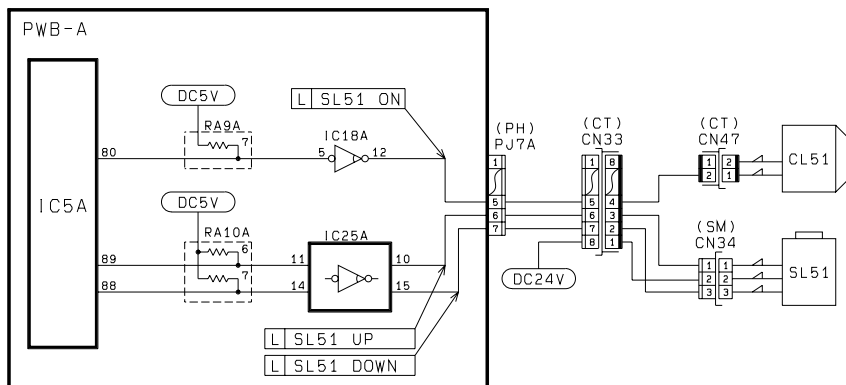 PWB-A
IC5A
DC5V
RA9A
7
80
IC18A
5
12
L SL51 ON
DC5V
RA10A
6
7
89
88
IC25A
11
10
14
15
L SL51 UP
L SL51 DOWN
(PH)
PJ7A
1
5
6
7
(CT)
CN33
1 8
5 4
6 3
7 2
8 1
DC24V
(CT)
CN47
1 2
2 1
CL51
(SM)
CN34
1 1
2 2
3 3
SL51